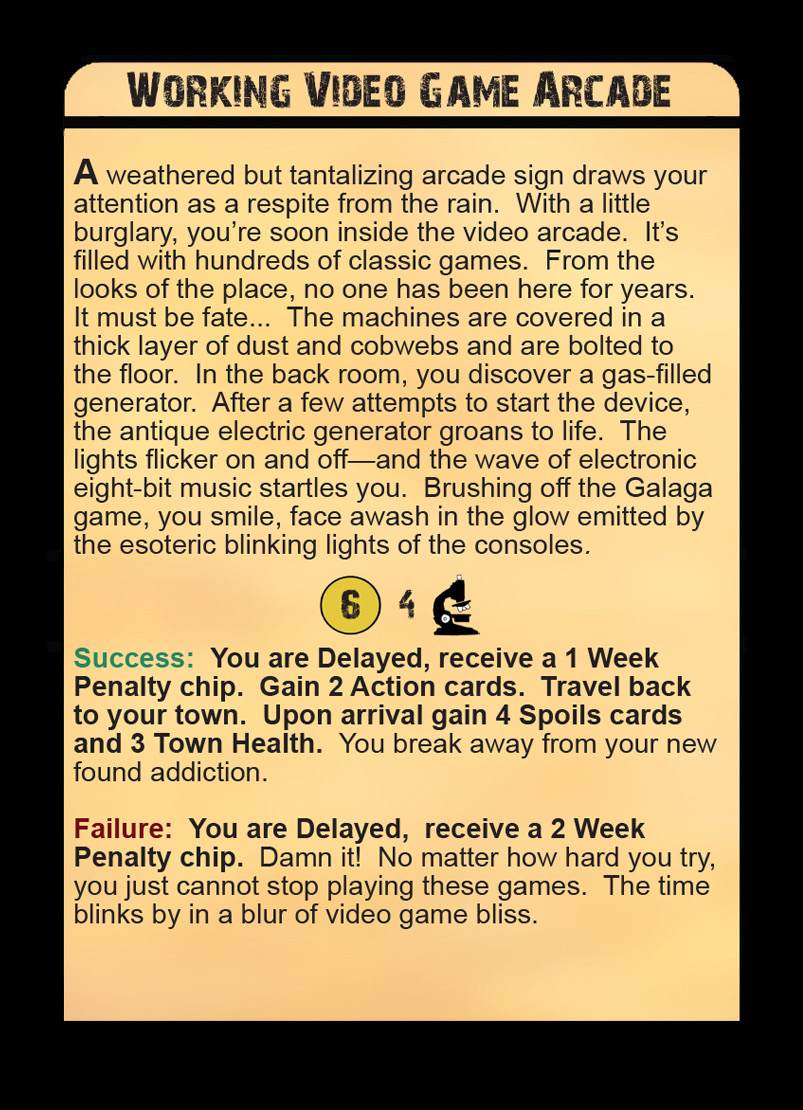 Working Video Game Arcade
A weathered but tantalizing arcade sign draws your
attention as a respite from the rain.  With a little
burglary, you're soon inside the video arcade.  It's
filled with hundreds of classic games.  From the
looks of the place, no one has been here for years.
It must be fate...  The machines are covered in a
thick layer of dust and cobwebs and are bolted to
the floor.  In the back room, you discover a gas-filled
generator.  After a few attempts to start the device,
the antique electric generator groans to life.  The
lights flicker on and off—and the wave of electronic
eight-bit music startles you.  Brushing off the Galaga
game, you smile, face awash in the glow emitted by
the esoteric blinking lights of the consoles.
6 4
Success:  You are Delayed, receive a 1 Week
Penalty chip.  Gain 2 Action cards.  Travel back
to your town.  Upon arrival gain 4 Spoils cards
and 3 Town Health.  You break away from your new
found addiction.
Failure:  You are Delayed,  receive a 2 Week
Penalty chip.  Damn it!  No matter how hard you try,
you just cannot stop playing these games.  The time
blinks by in a blur of video game bliss.